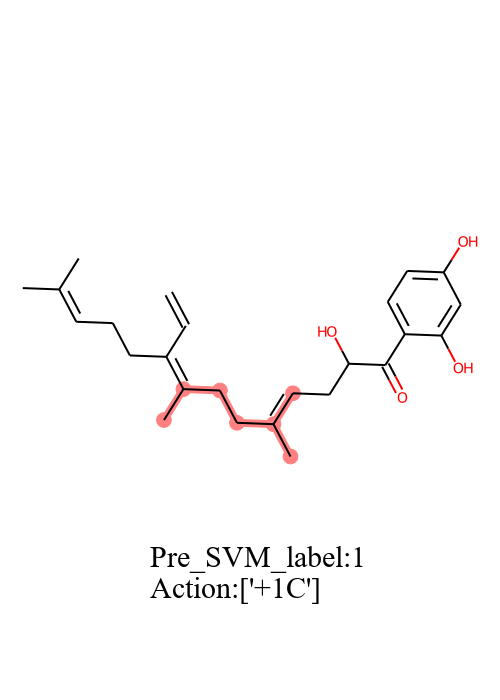 OH
HO
OH
O
Pre_SVM_label:1
Action:['+1C']